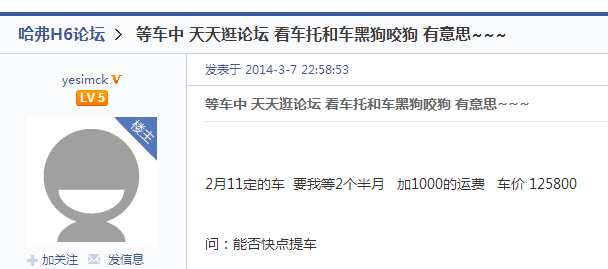 哈弗H6论坛 > 等车中 天天逛论坛 看车托和车黑狗咬狗 有意思~~~
yesimck V
LV 5
楼主
加关注 发信息
发表于 2014-3-7 22:58:53
等车中 天天逛论坛 看车托和车黑狗咬狗 有意思~~~
2月11定的车 要我等2个半月 加1000的运费 车价 125800
问：能否快点提车